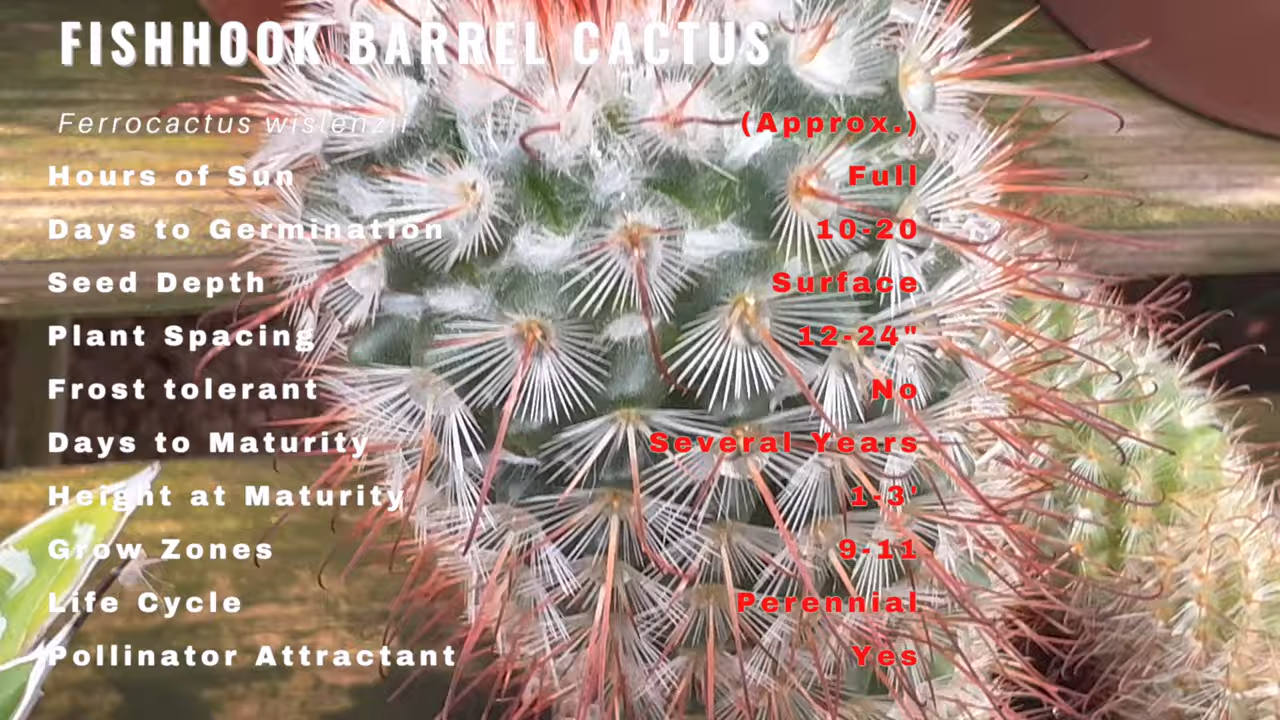 FISHHOOK BARREL CACTUS
Ferrocactus wislenzii (Approx.)
Hours of Sun Full
Days to Germination 10-20
Seed Depth Surface
Plant Spacing 12-24"
Frost tolerant No
Days to Maturity Several Years
Height at Maturity 1-3'
Grow Zones 9-11
Life Cycle Perennial
Pollinator Attractant Yes